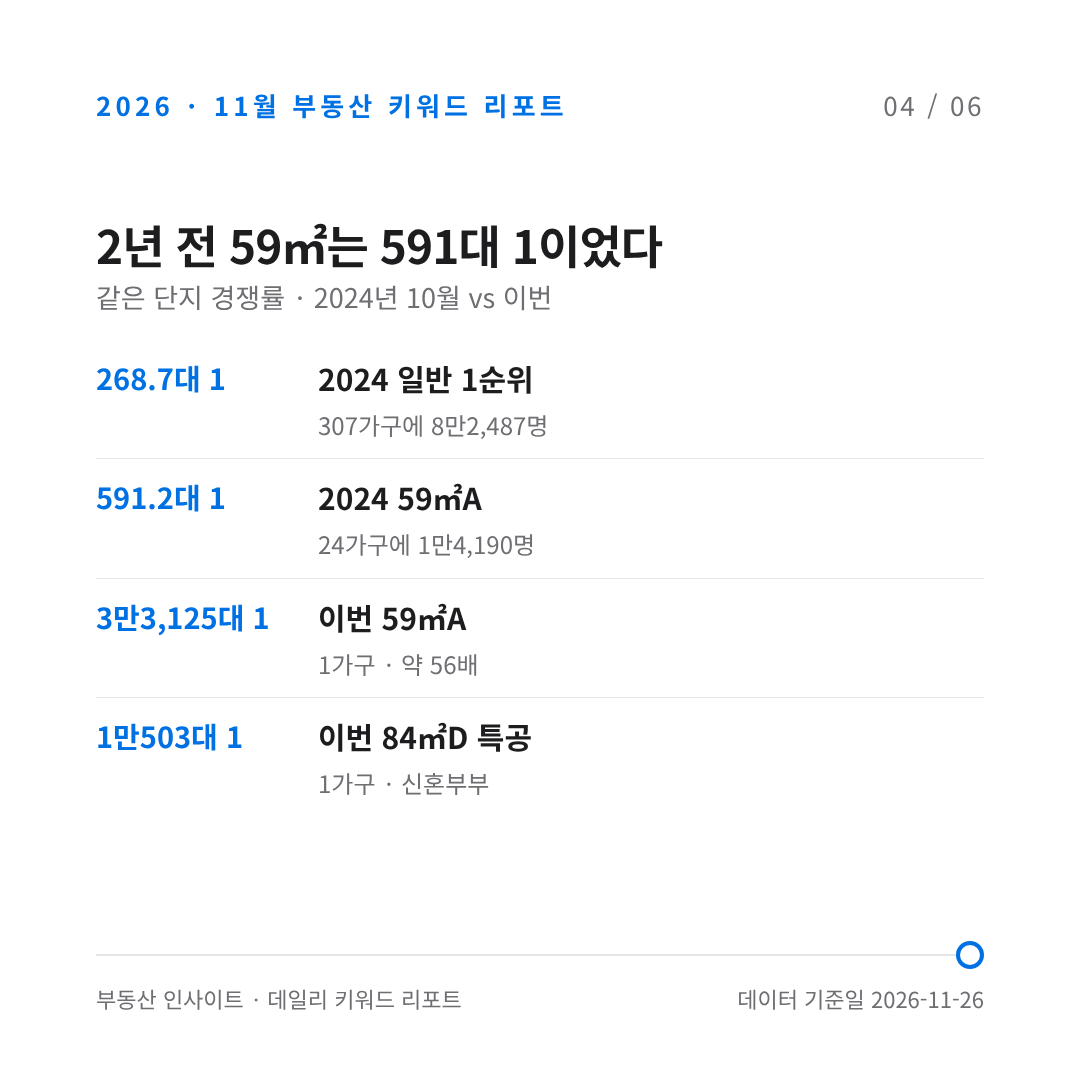 2026 · 11월 부동산 키워드 리포트
04 / 06
2년 전 59㎡는 591대 1이었다
같은 단지 경쟁률 · 2024년 10월 vs 이번
268.7대 1
2024 일반 1순위
307가구에 8만2,487명
591.2대 1
2024 59㎡A
24가구에 1만4,190명
3만3,125대 1
이번 59㎡A
1가구 · 약 56배
1만503대 1
이번 84㎡D 특공
1가구 · 신혼부부
부동산 인사이트 · 데일리 키워드 리포트
데이터 기준일 2026-11-26